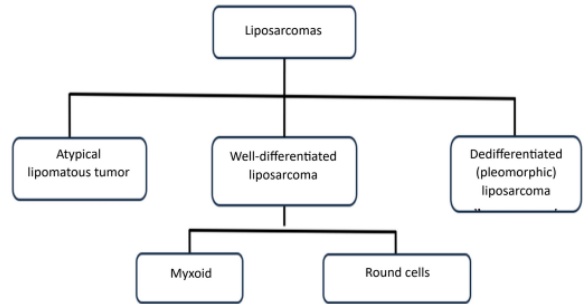 Liposarcomas
Atypical
lipomatous tumor
Well-differentiated
liposarcoma
Dedifferentiated
(pleomorphic)
liposarcoma
Myxoid
Round cells